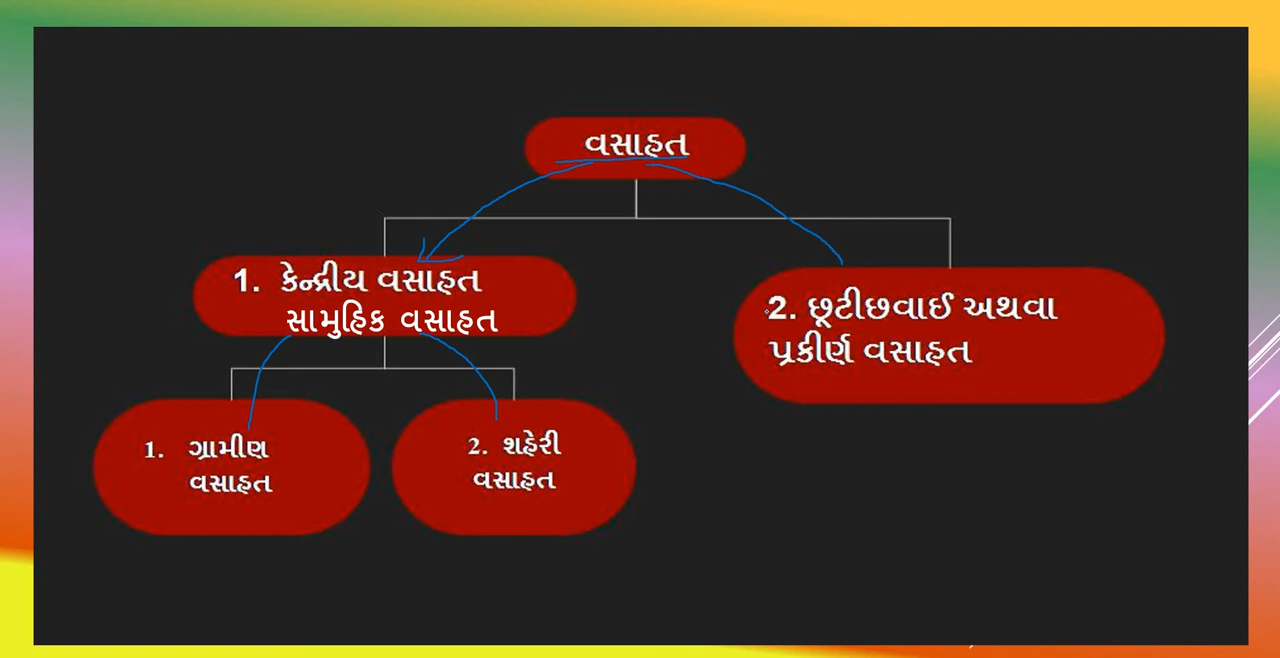 વસાહત
1. કેન્દ્રીય વસાહત
સામુહિક વસાહત
2. છૂટીછવાઈ અથવા
પ્રકીર્ણ વસાહત
1. ગ્રામીણ
વસાહત
2. શહેરી
વસાહત